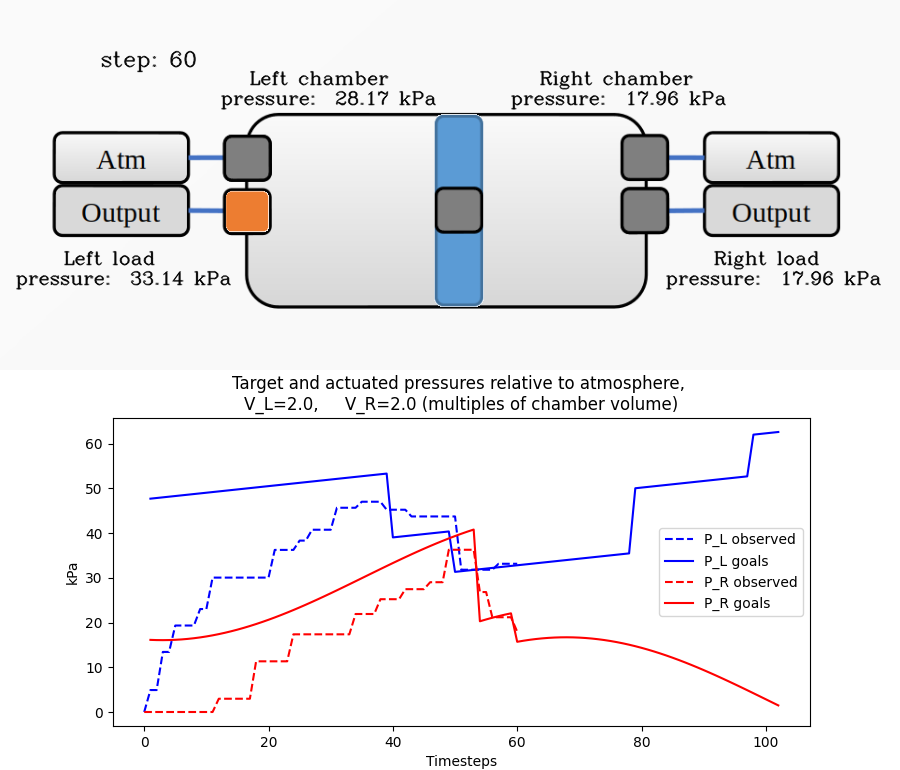 step: 60
Left chamber
pressure: 28.17 kPa
Right chamber
pressure: 17.96 kPa
Atm
Output
Atm
Output
Left load
pressure: 33.14 kPa
Right load
pressure: 17.96 kPa
Target and actuated pressures relative to atmosphere,
V_L=2.0, V_R=2.0 (multiples of chamber volume)
kPa
60
50
40
30
20
10
0
P_L observed
P_L goals
P_R observed
P_R goals
0 20 40 60 80 100
Timesteps